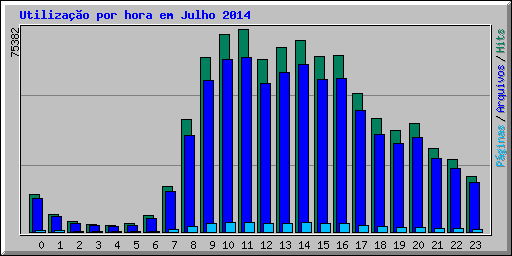 Utilização por hora em Julho 2014
75382
Páginas / Arquivos / Hits
0 1 2 3 4 5 6 7 8 9 10 11 12 13 14 15 16 17 18 19 20 21 22 23